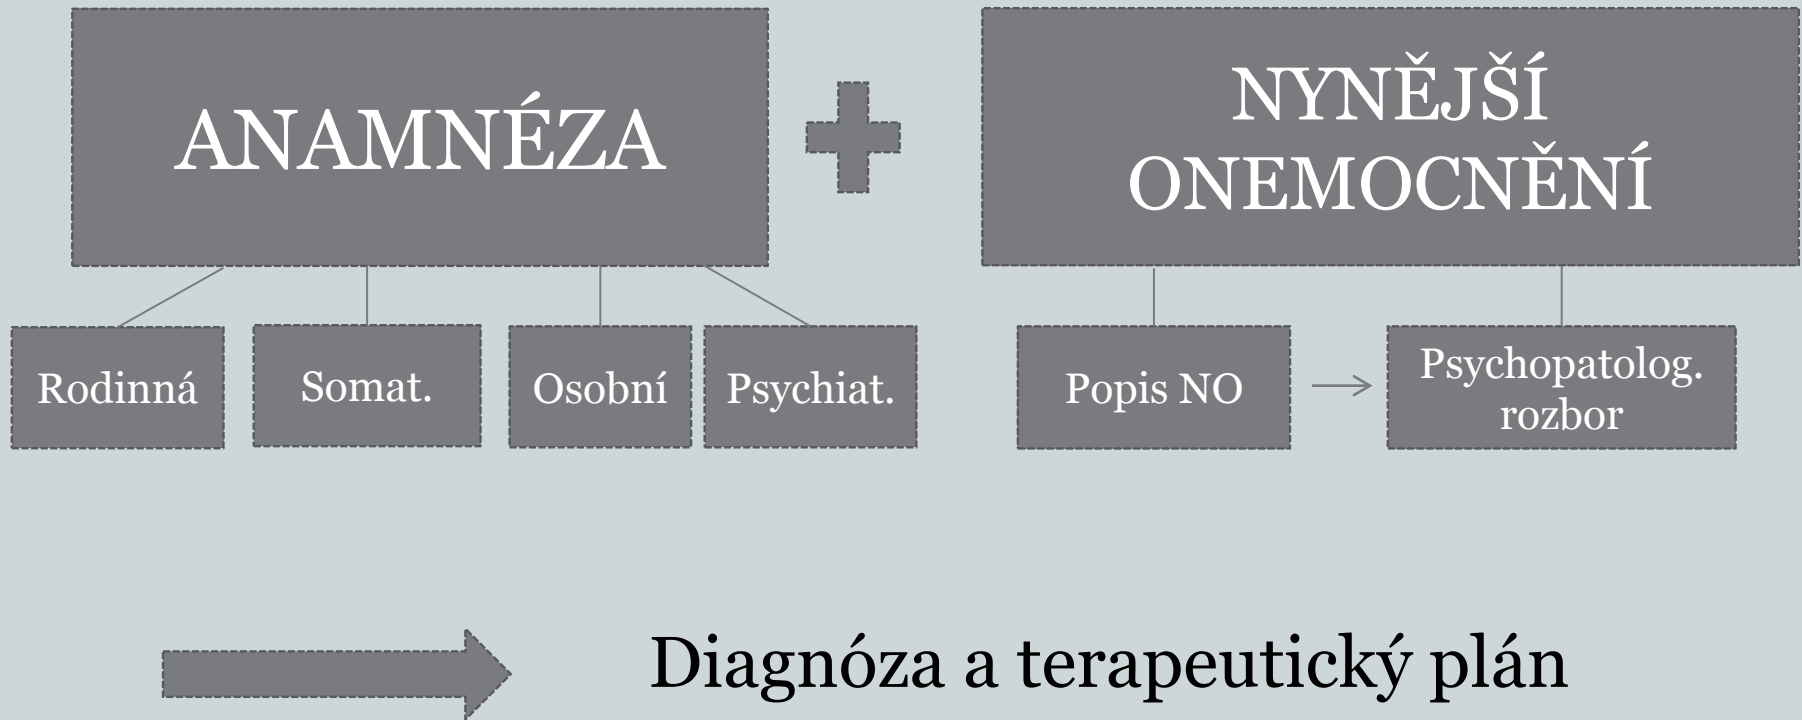 ANAMNÉZA
NYNĚJŠÍ
ONEMOCNĚNÍ
Rodinná
Somat.
Osobní
Psychiat.
Popis NO
Psychopatolog.
rozbor
Diagnóza a terapeutický plán